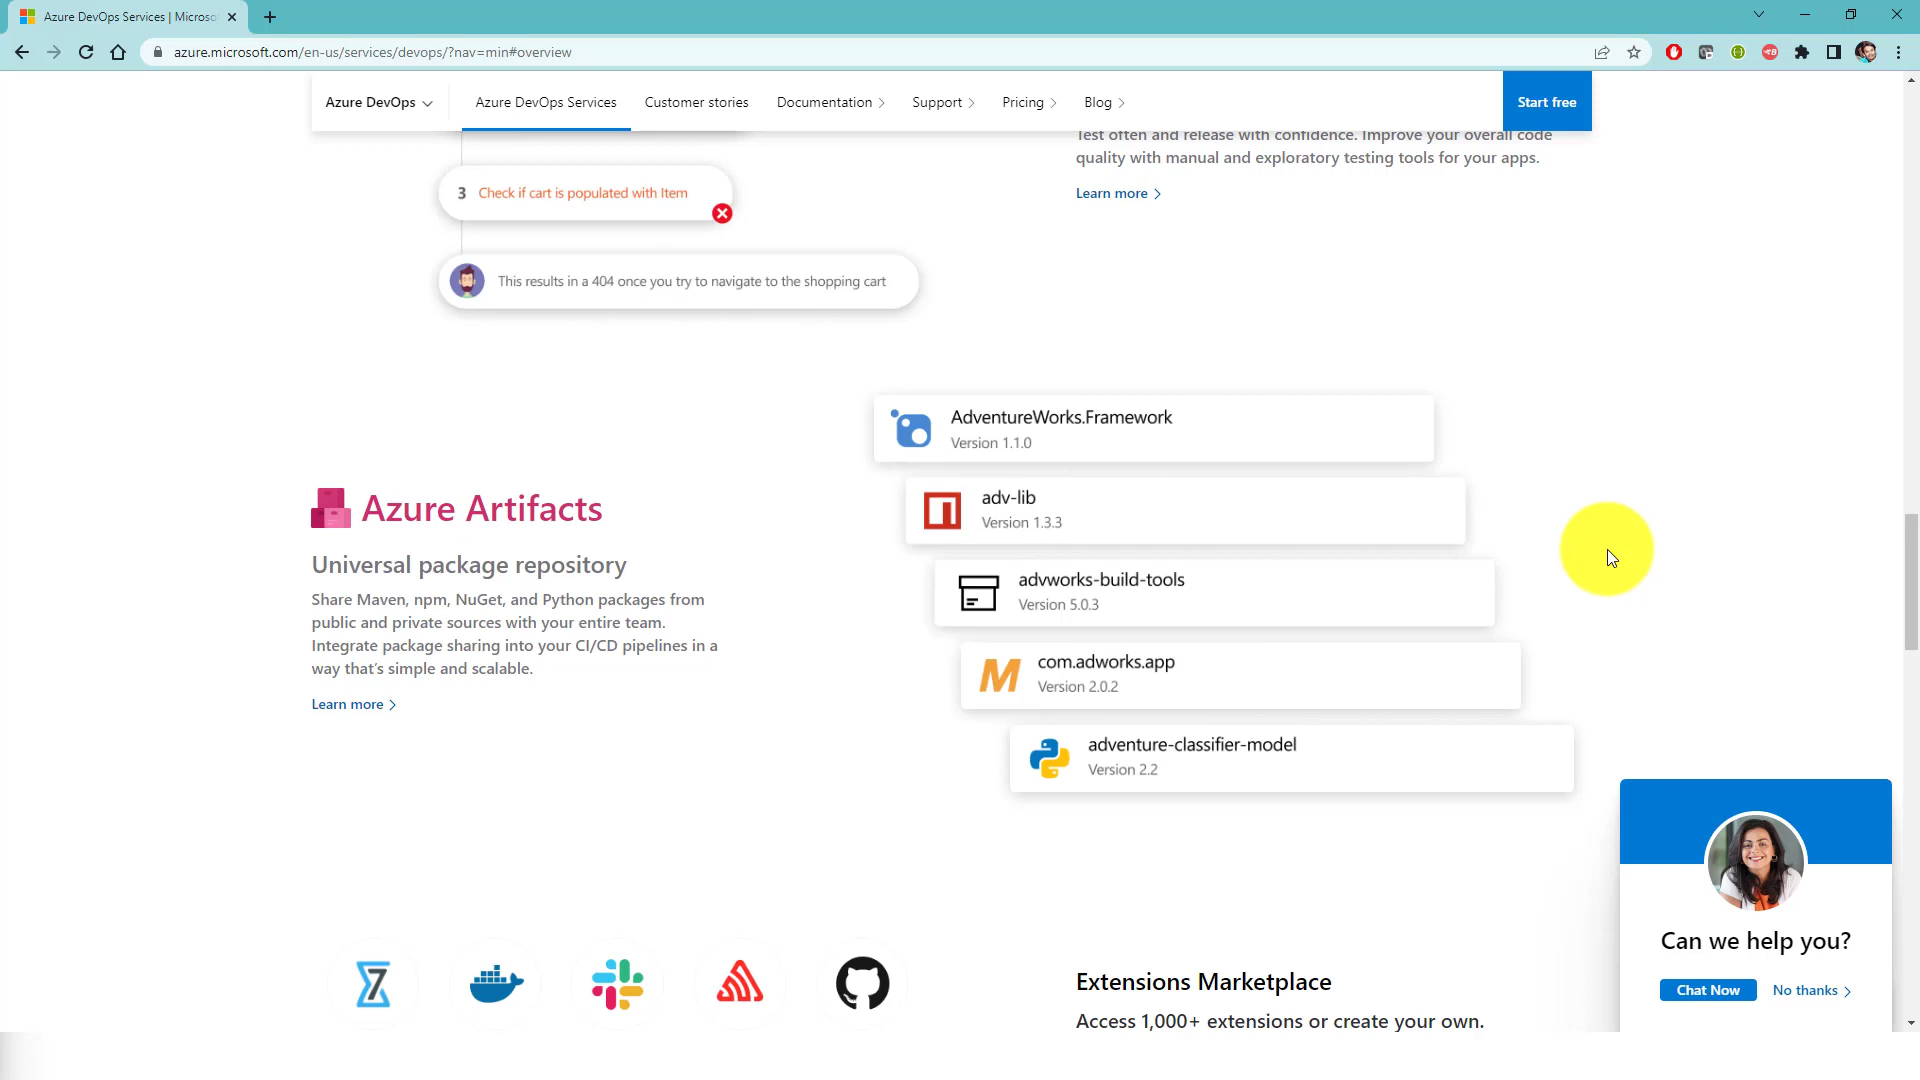 Azure DevOps Services | Microso
azure.microsoft.com/en-us/services/devops/?nav=min#overview
Azure DevOps
Azure DevOps Services
Customer stories
Documentation
Support
Pricing
Blog
Start free
Test often and release with confidence. Improve your overall code
quality with manual and exploratory testing tools for your apps.
Learn more
3 Check if cart is populated with Item
This results in a 404 once you try to navigate to the shopping cart
Azure Artifacts
Universal package repository
Share Maven, npm, NuGet, and Python packages from
public and private sources with your entire team.
Integrate package sharing into your CI/CD pipelines in a
way that's simple and scalable.
Learn more
AdventureWorks.Framework
Version 1.1.0
adv-lib
Version 1.3.3
advworks-build-tools
Version 5.0.3
com.adworks.app
Version 2.0.2
adventure-classifier-model
Version 2.2
Extensions Marketplace
Access 1,000+ extensions or create your own.
Can we help you?
Chat Now
No thanks